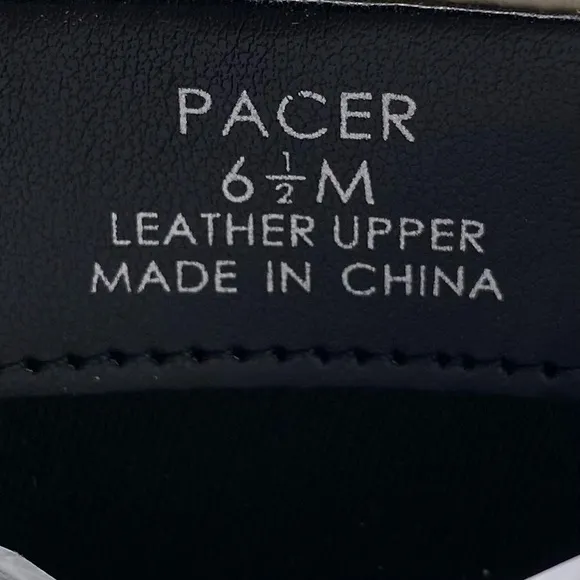 PACER
6 ½ M
LEATHER UPPER
MADE IN CHINA